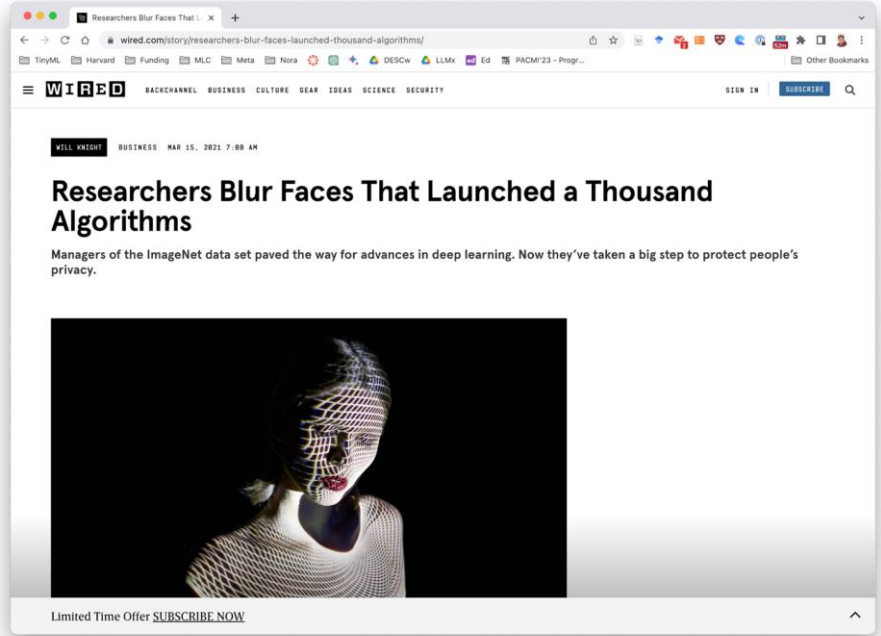 Researchers Blur Faces That L
wired.com/story/researchers-blur-faces-launched-thousand-algorithms/
TinyML Harvard Funding MLC Meta Nora DESCw LLMx Ed PACMI'23 - Progr... Other Bookmarks
WIRED BACKCHANNEL BUSINESS CULTURE GEAR IDEAS SCIENCE SECURITY SIGN IN SUBSCRIBE
WILL KNIGHT BUSINESS MAR 15, 2021 7:00 AM
Researchers Blur Faces That Launched a Thousand
Algorithms
Managers of the ImageNet data set paved the way for advances in deep learning. Now they've taken a big step to protect people's
privacy.
Limited Time Offer SUBSCRIBE NOW